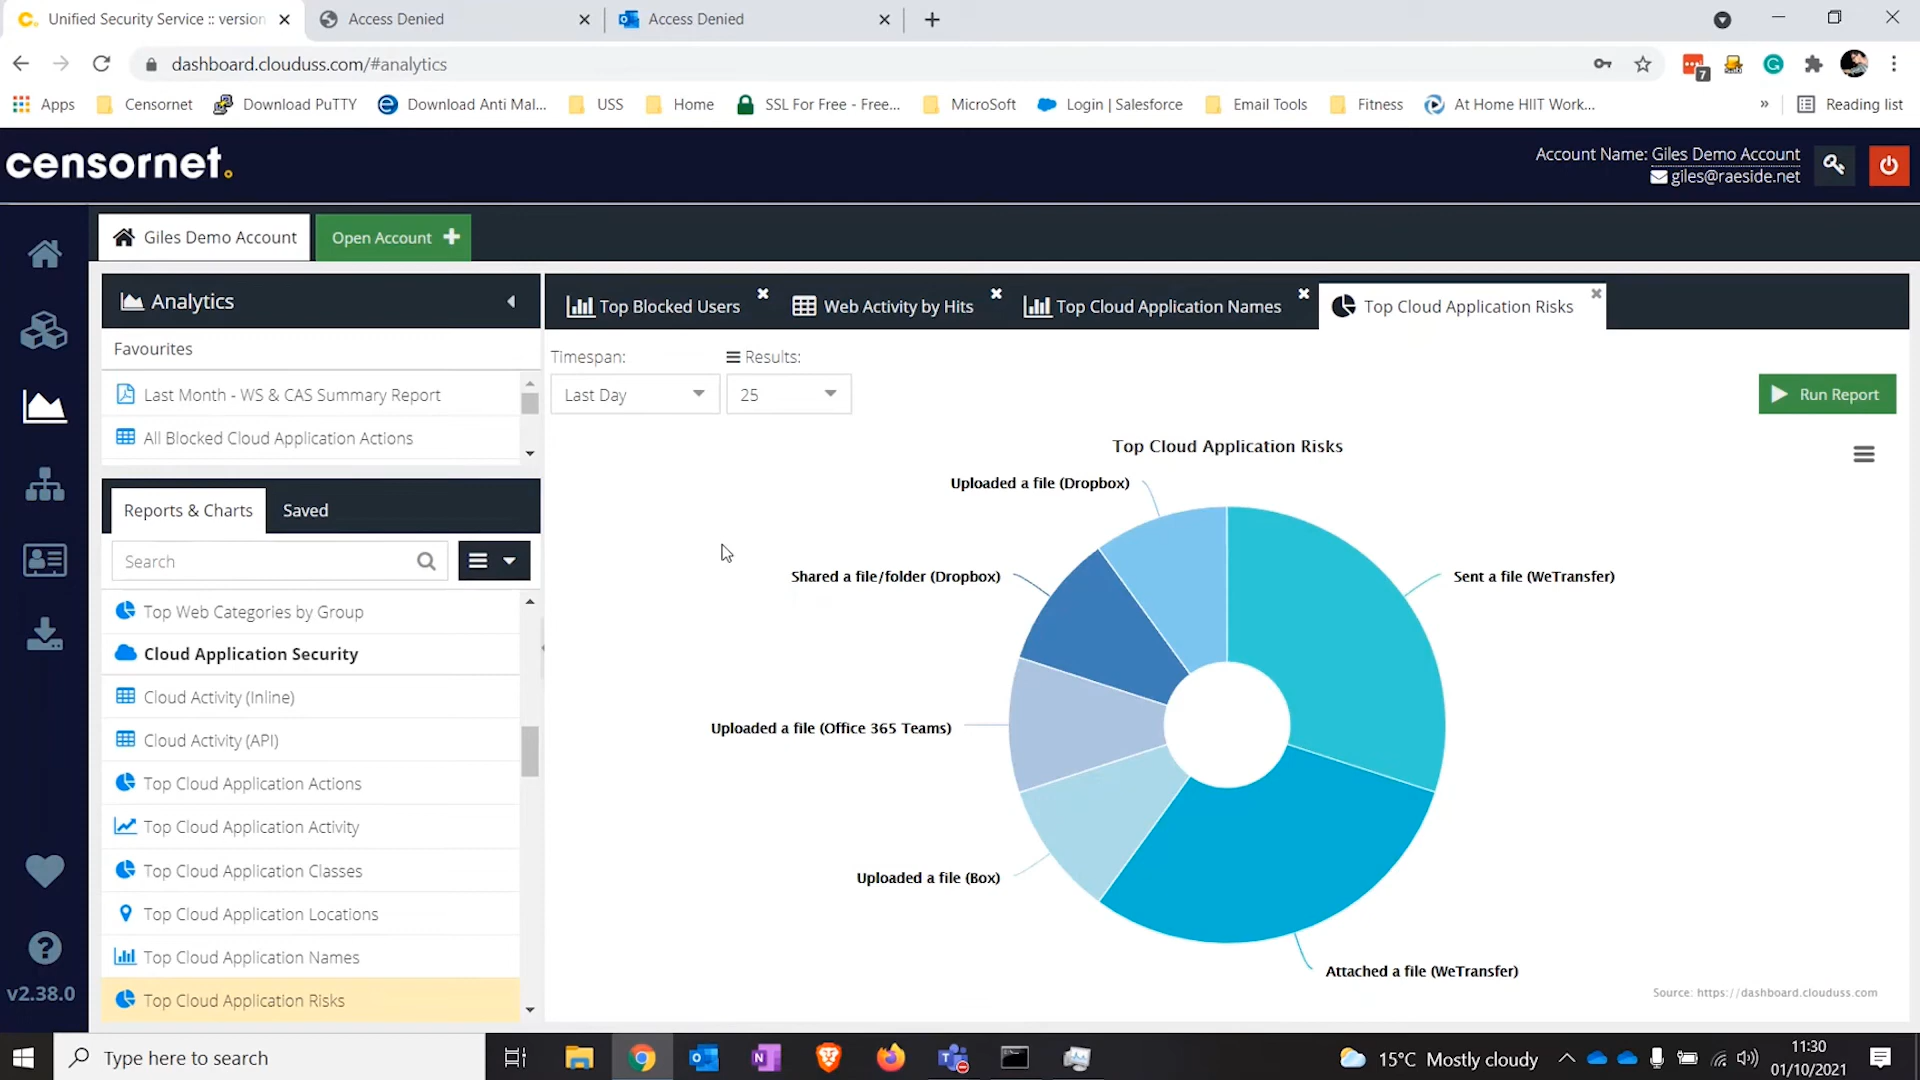 Unified Security Service :: version
Access Denied
Access Denied
dashboard.clouduss.com/#analytics
7
Apps
Censornet
Download PuTTY
Download Anti Mal...
USS
Home
SSL For Free - Free...
MicroSoft
Login | Salesforce
Email Tools
Fitness
At Home HIIT Work...
»
Reading list
censornet.
Account Name: Giles Demo Account
giles@raeside.net
Giles Demo Account
Open Account
Analytics
Favourites
Last Month - WS & CAS Summary Report
All Blocked Cloud Application Actions
Reports & Charts
Saved
Search
Top Web Categories by Group
Cloud Application Security
Cloud Activity (Inline)
Cloud Activity (API)
Top Cloud Application Actions
Top Cloud Application Activity
Top Cloud Application Classes
Top Cloud Application Locations
Top Cloud Application Names
Top Cloud Application Risks
v2.38.0
Top Blocked Users
Web Activity by Hits
Top Cloud Application Names
Top Cloud Application Risks
Timespan:
Results:
Last Day
25
Run Report
Top Cloud Application Risks
Uploaded a file (Dropbox)
Shared a file/folder (Dropbox)
Sent a file (WeTransfer)
Uploaded a file (Office 365 Teams)
Uploaded a file (Box)
Attached a file (WeTransfer)
Source: https://dashboard.clouduss.com
Type here to search
15°C Mostly cloudy
11:30
01/10/2021